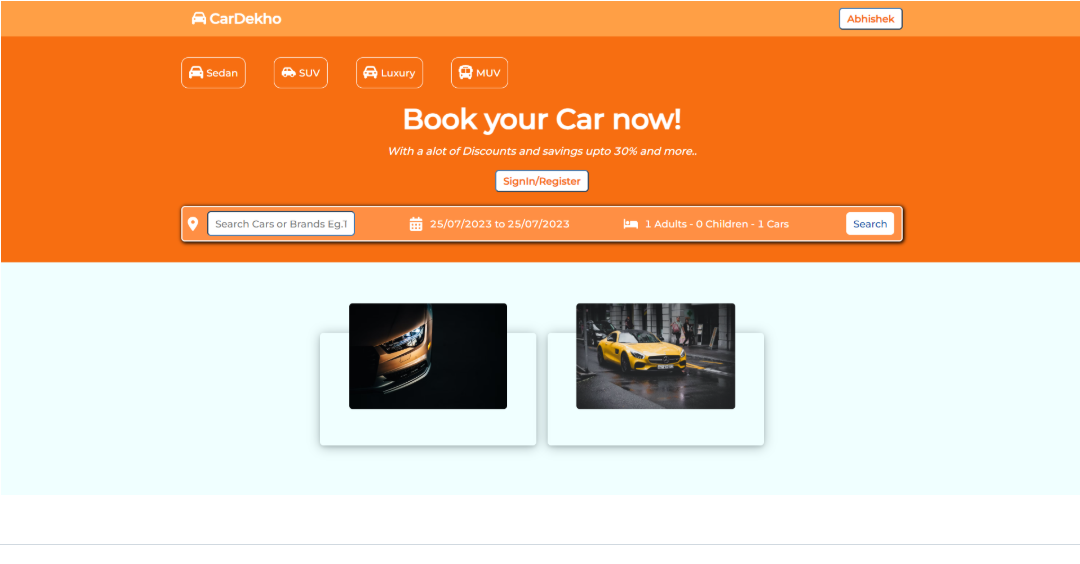 CarDekho
Abhishek
Sedan
SUV
Luxury
MUV
Book your Car now!
With a alot of Discounts and savings upto 30% and more..
SignIn/Register
Search Cars or Brands Eg.T
25/07/2023 to 25/07/2023
1 Adults - 0 Children - 1 Cars
Search